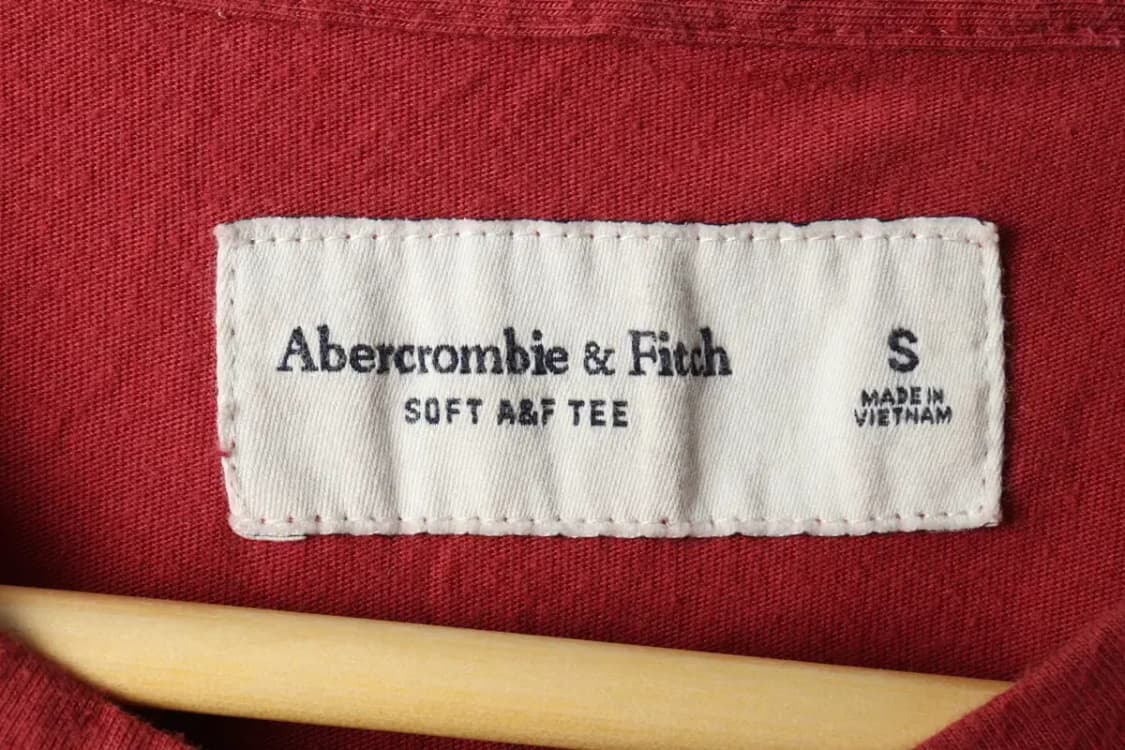 Abercrombie & Fitch
SOFT A&F TEE
S
MADE IN
VIETNAM